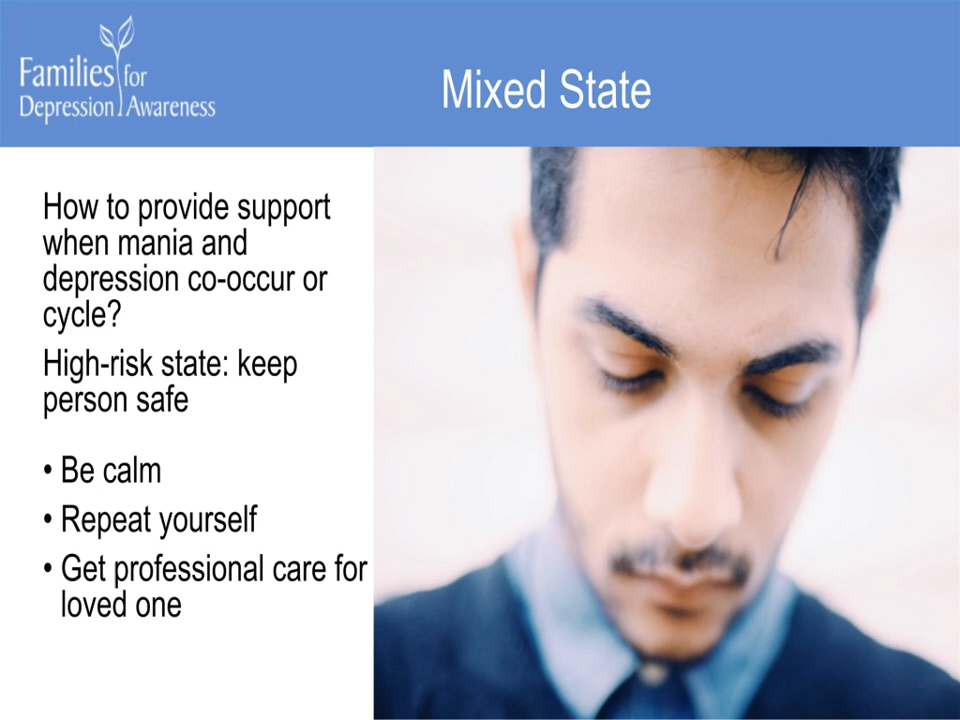 Families for
Depression Awareness
Mixed State
How to provide support
when mania and
depression co-occur or
cycle?
High-risk state: keep
person safe
• Be calm
• Repeat yourself
• Get professional care for
loved one